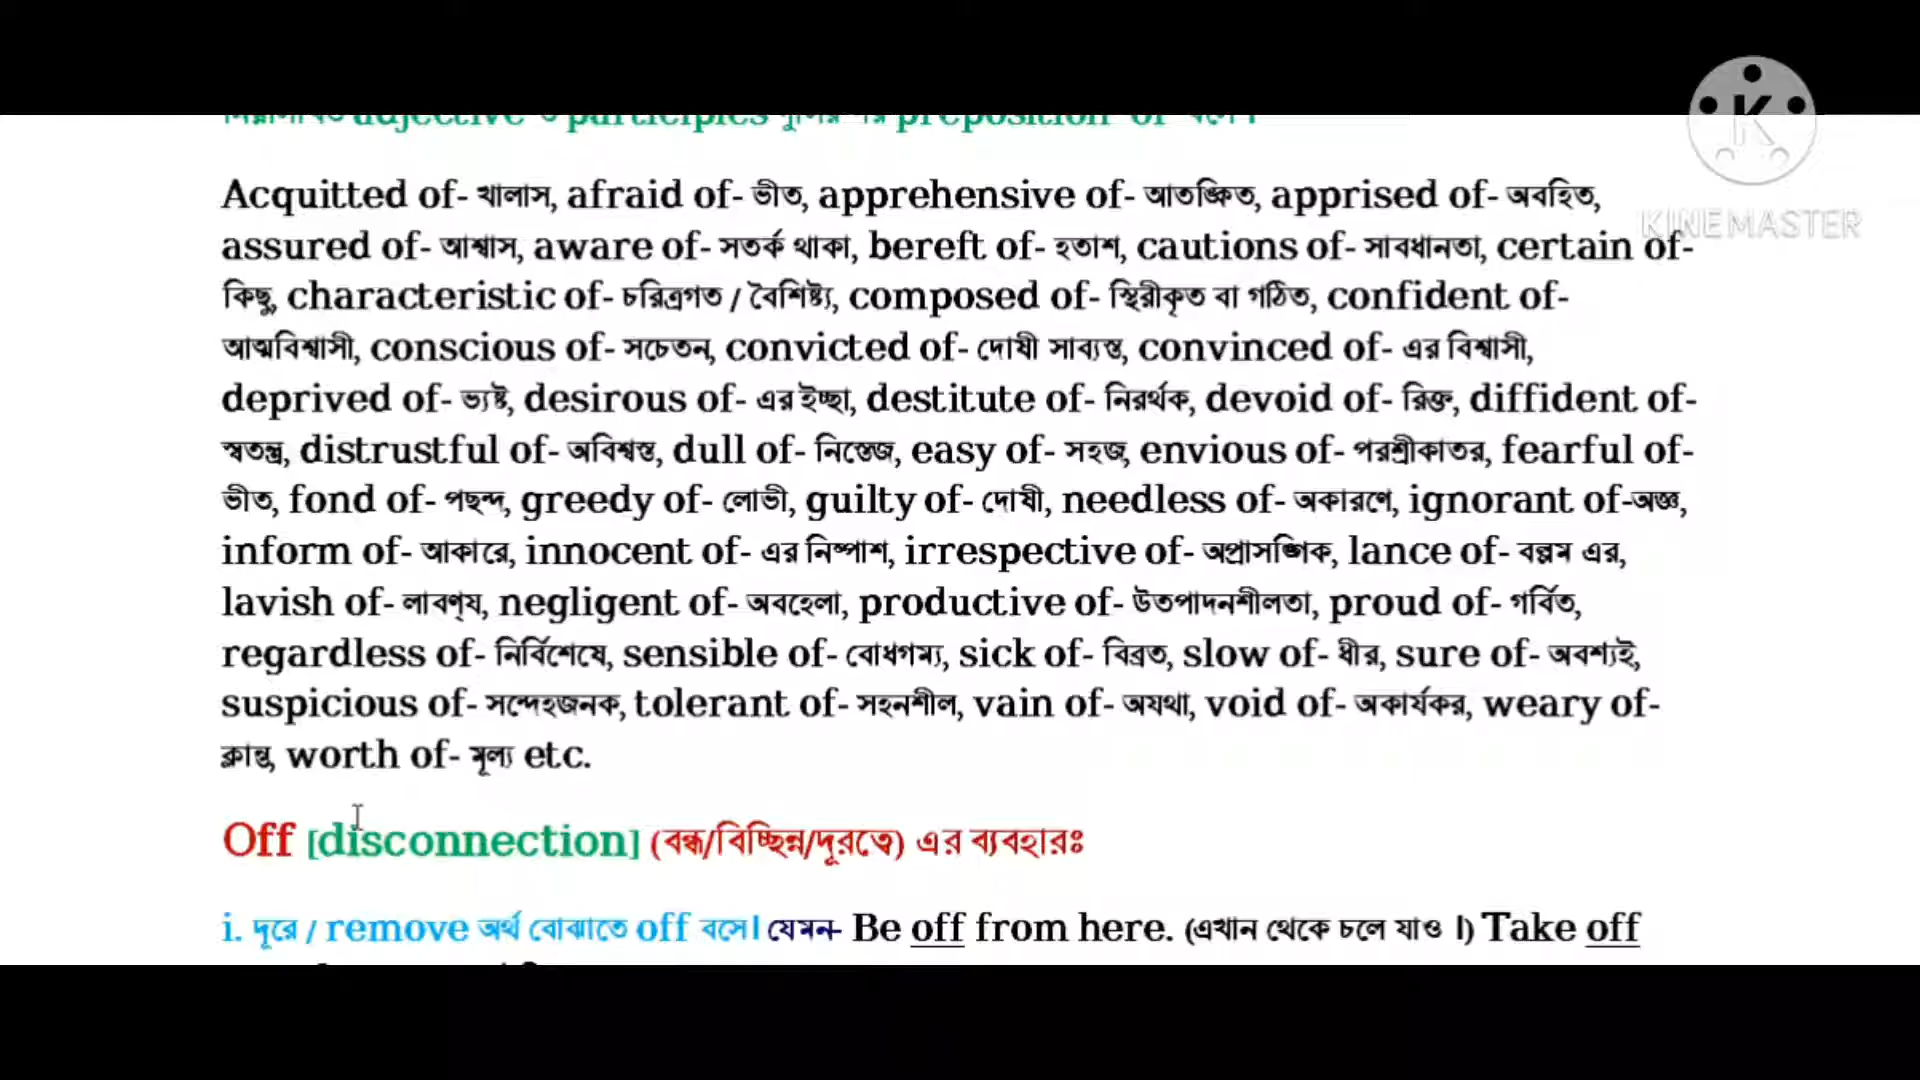 adjective ও participles গুলির পর preposition 'of' বসে।
KINEMASTER
Acquitted of- খালাস, afraid of- ভীত, apprehensive of- আতঙ্কিত, apprised of- অবহিত,
assured of- আশ্বাস, aware of- সতর্ক থাকা, bereft of- হতাশ, cautions of- সাবধানতা, certain of-
কিছু, characteristic of- চরিত্রগত / বৈশিষ্ট্য, composed of- স্থিরীকৃত বা গঠিত, confident of-
আত্মবিশ্বাসী, conscious of- সচেতন, convicted of- দোষী সাব্যস্ত, convinced of- এর বিশ্বাসী,
deprived of- ভ্যষ্ট, desirous of- এর ইচ্ছা, destitute of- নিরর্থক, devoid of- রিক্ত, diffident of-
স্বতন্ত্র, distrustful of- অবিশ্বস্ত, dull of- নিস্তেজ, easy of- সহজ, envious of- পরশ্রীকাতর, fearful of-
ভীত, fond of- পছন্দ, greedy of- লোভী, guilty of- দোষী, needless of- অকারণে, ignorant of-অজ্ঞ,
inform of- আকারে, innocent of- এর নিষ্পাশ, irrespective of- অপ্রাসঙ্গিক, lance of- বল্লম এর,
lavish of- লাবণ্য, negligent of- অবহেলা, productive of- উতপাদনশীলতা, proud of- গর্বিত,
regardless of- নির্বিশেষে, sensible of- বোধগম্য, sick of- বিব্রত, slow of- ধীর, sure of- অবশ্যই,
suspicious of- সন্দেহজনক, tolerant of- সহনশীল, vain of- অযথা, void of- অকার্যকর, weary of-
ক্লান্ত, worth of- মূল্য etc.
Off [disconnection] (বন্ধ/বিচ্ছিন্ন/দূরত্বে) এর ব্যবহারঃ
i. দূরে / remove অর্থ বোঝাতে off বসে। যেমন- Be off from here. (এখান থেকে চলে যাও ।) Take off